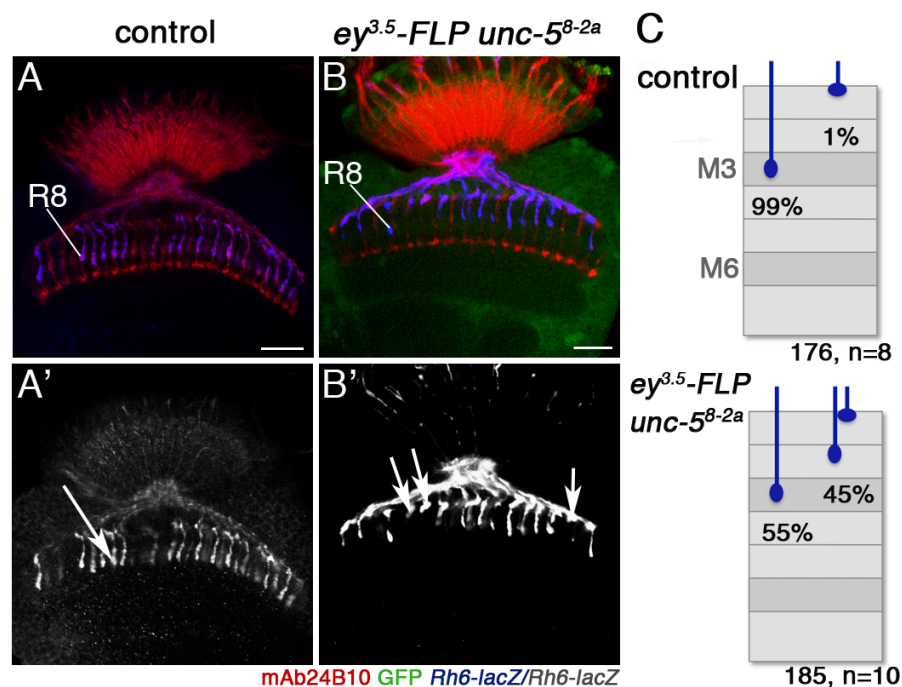 control
ey3.5-FLP unc-58-2a
C
A
R8
B
R8
control
1%
M3
99%
M6
176, n=8
A'
B'
ey3.5-FLP
unc-58-2a
45%
55%
185, n=10
mAb24B10 GFP Rh6-lacZ/Rh6-lacZ